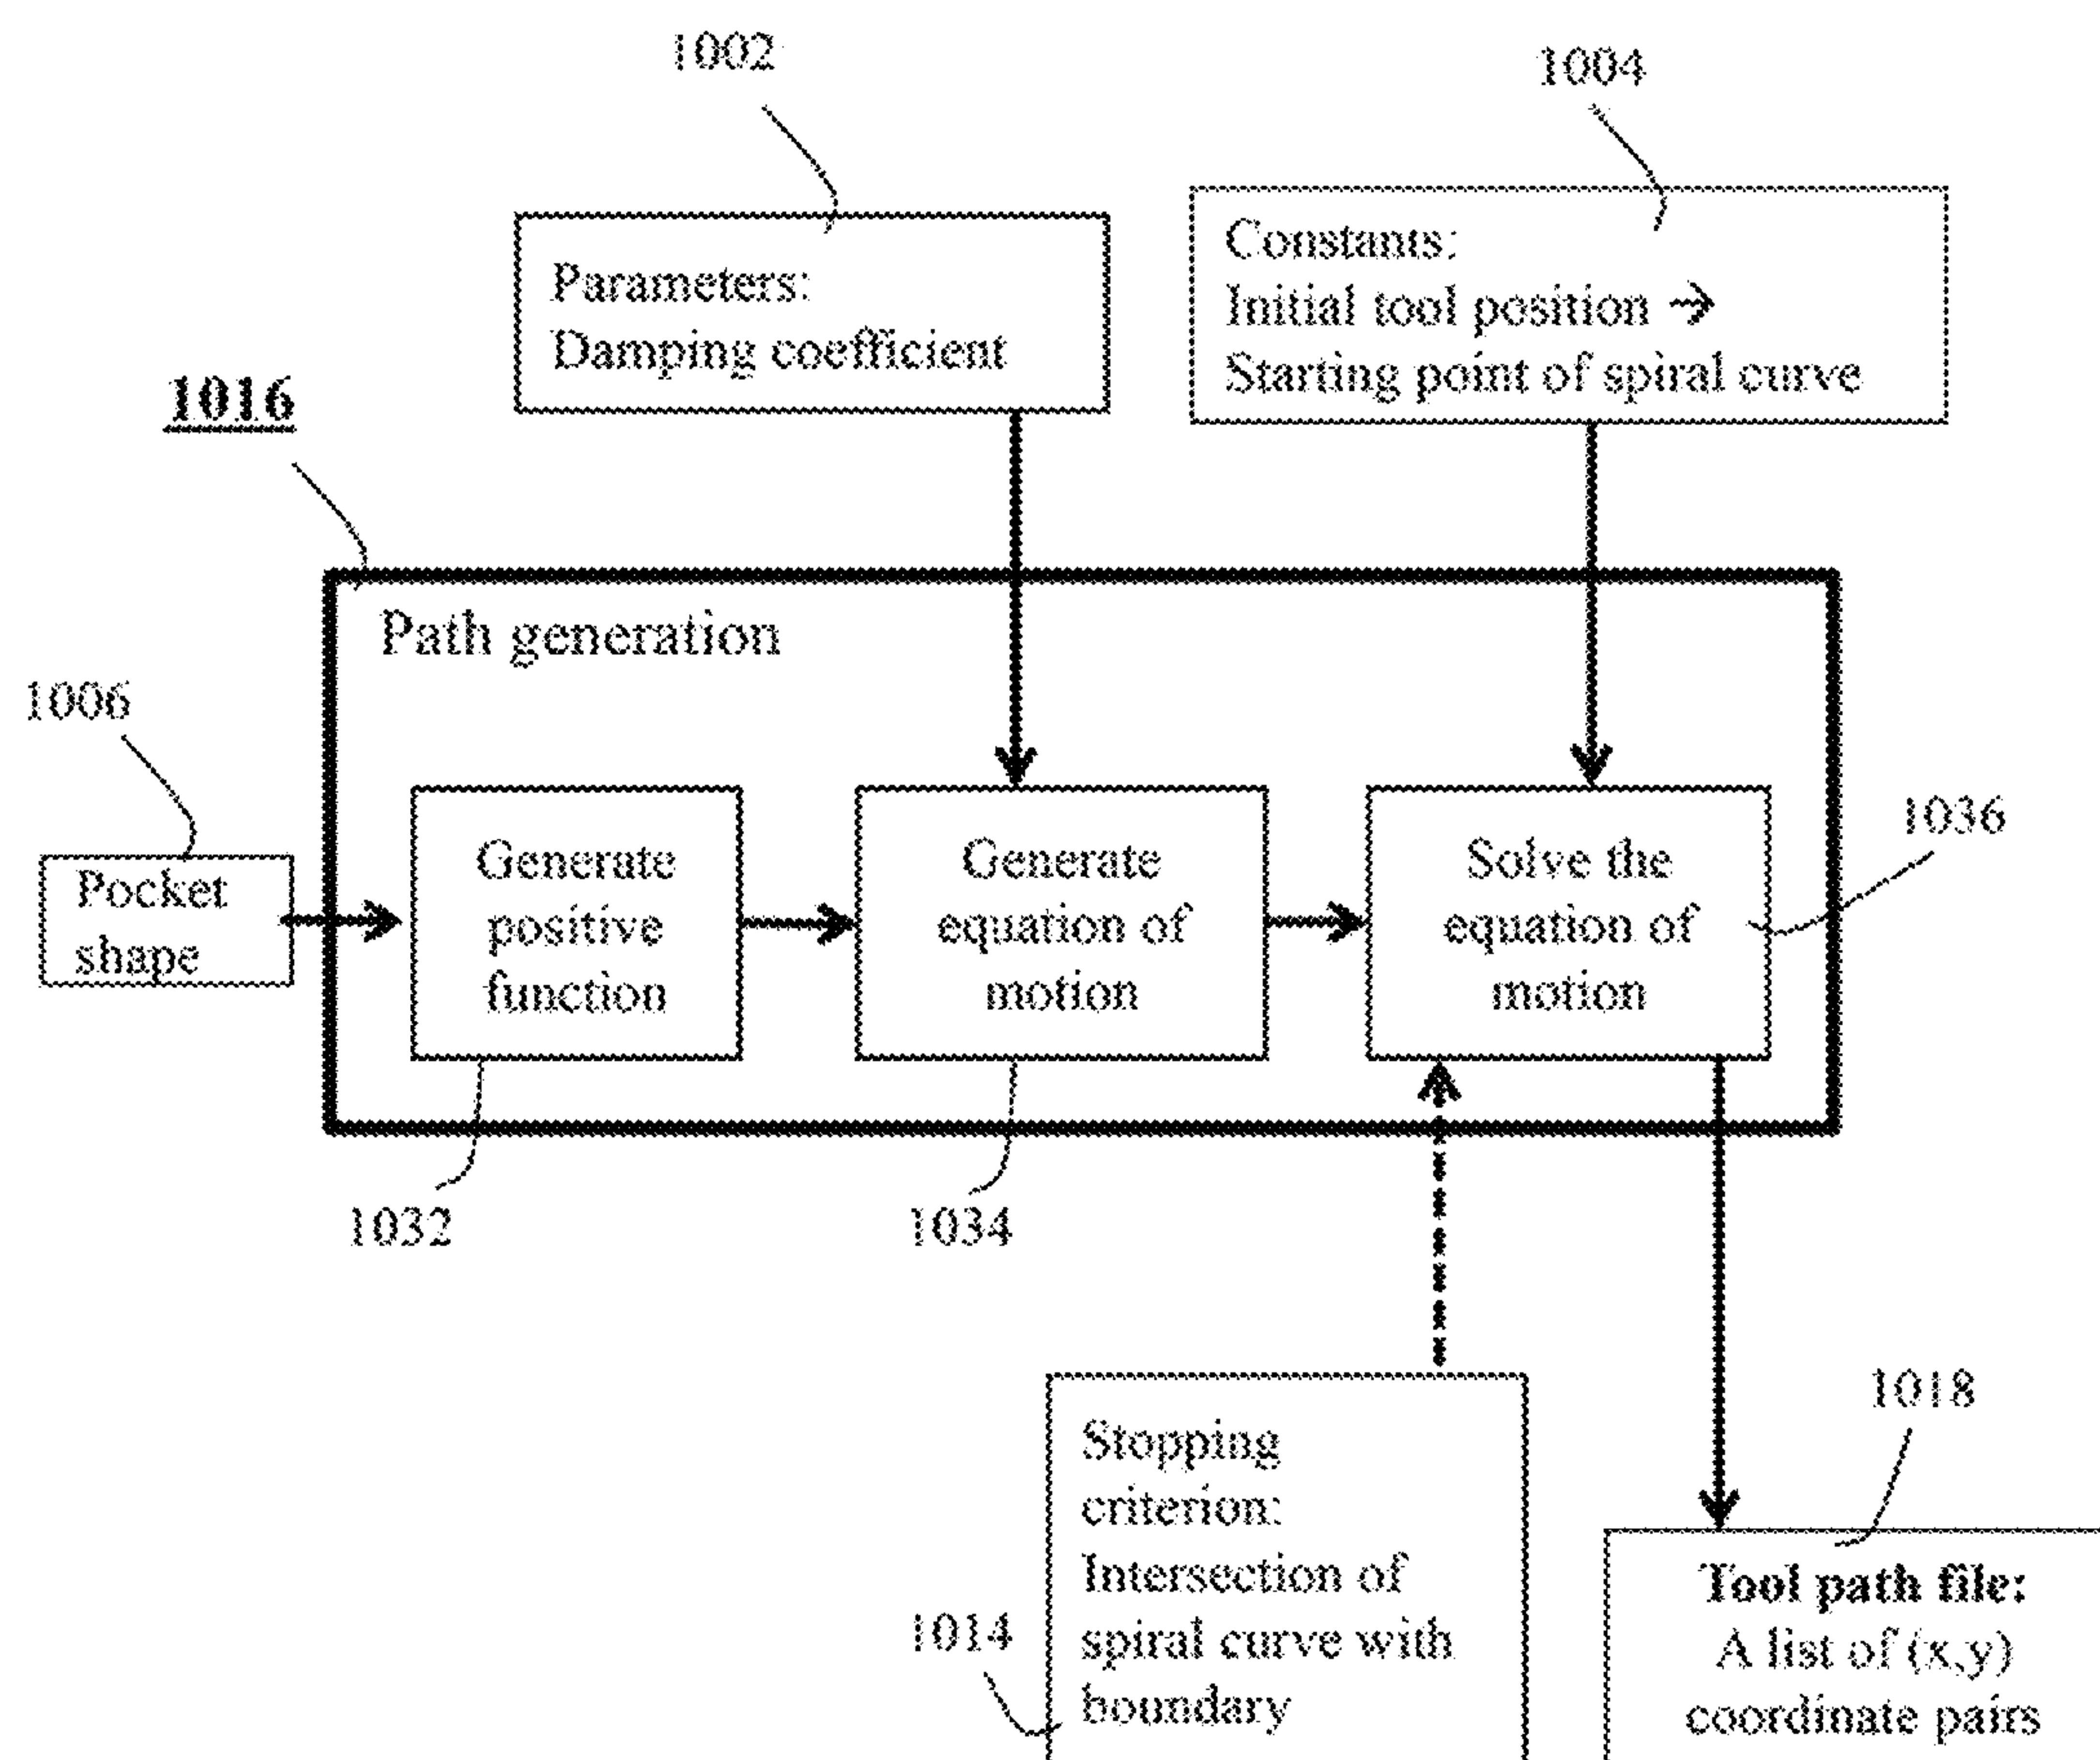 1002
1004
Parameters:
Damping coefficient
Constants:
Initial tool position →
Starting point of spiral curve
1016
Path generation
1006
Pocket
shape
Generate
positive
function
Generate
equation of
motion
Solve the
equation of
motion
1036
1032
1034
1014
Stopping
criterion:
Intersection of
spiral curve with
boundary
1018
Tool path file:
A list of (x,y)
coordinate pairs